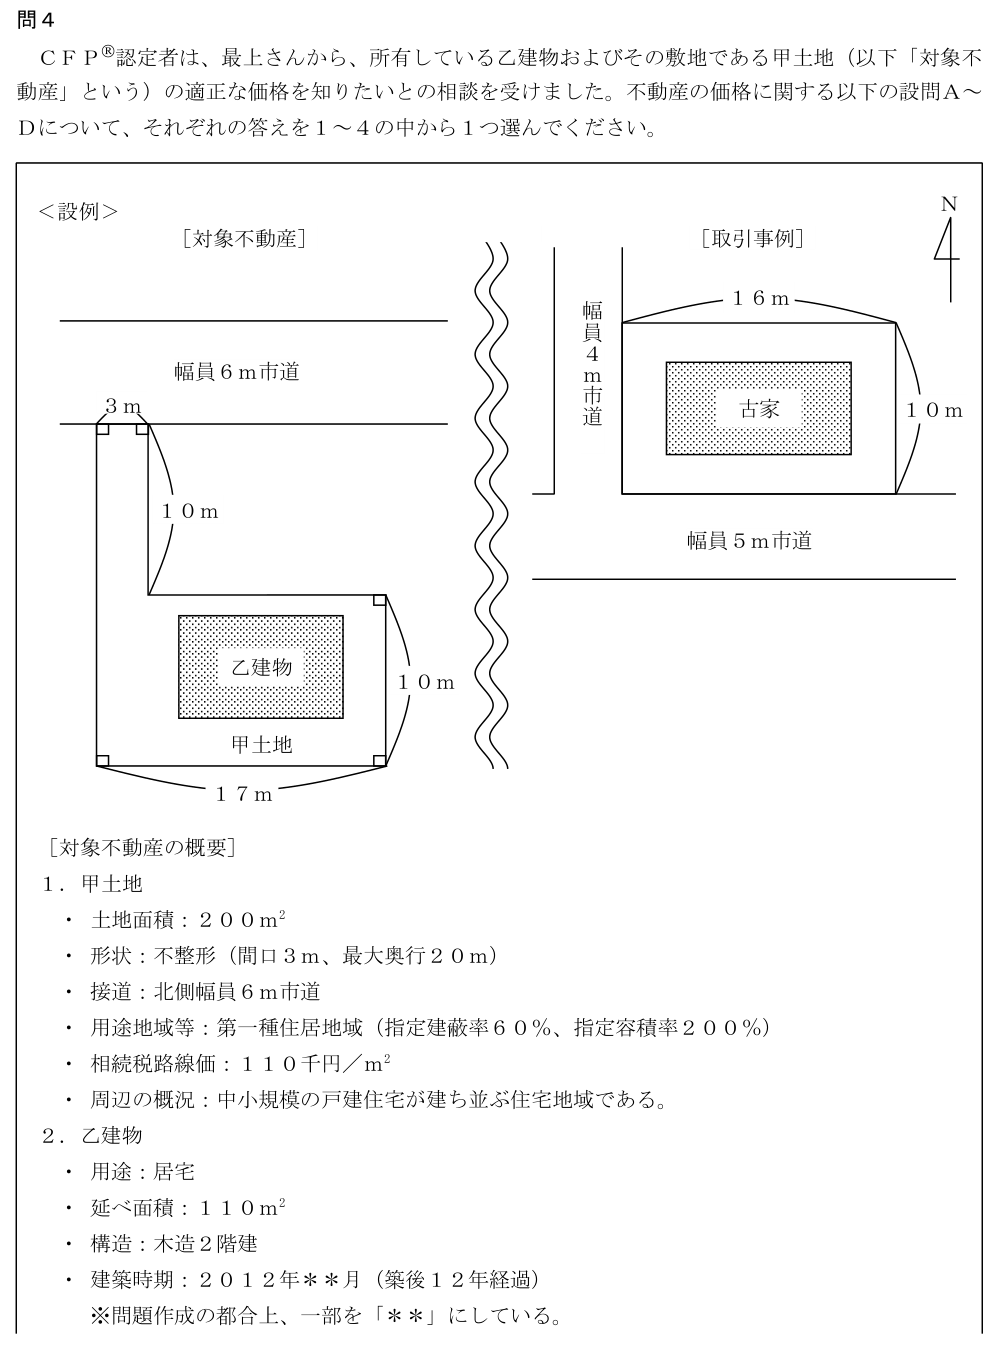 問４
ＣＦＰ®認定者は、最上さんから、所有している乙建物およびその敷地である甲土地（以下「対象不
動産」という）の適正な価格を知りたいとの相談を受けました。不動産の価格に関する以下の設問Ａ～
Ｄについて、それぞれの答えを１～４の中から１つ選んでください。
＜設例＞
［対象不動産］
幅員６ｍ市道
３ｍ
１０ｍ
乙建物
１０ｍ
甲土地
１７ｍ
N
［取引事例］
１６ｍ
幅員４ｍ市道
古家
１０ｍ
幅員５ｍ市道
［対象不動産の概要］
１．甲土地
・ 土地面積：２００ｍ²
・ 形状：不整形（間口３ｍ、最大奥行２０ｍ）
・ 接道：北側幅員６ｍ市道
・ 用途地域等：第一種住居地域（指定建蔽率６０％、指定容積率２００％）
・ 相続税路線価：１１０千円／ｍ²
・ 周辺の概況：中小規模の戸建住宅が建ち並ぶ住宅地域である。
２．乙建物
・ 用途：居宅
・ 延べ面積：１１０ｍ²
・ 構造：木造２階建
・ 建築時期：２０１２年＊＊月（築後１２年経過）
※問題作成の都合上、一部を「＊＊」にしている。